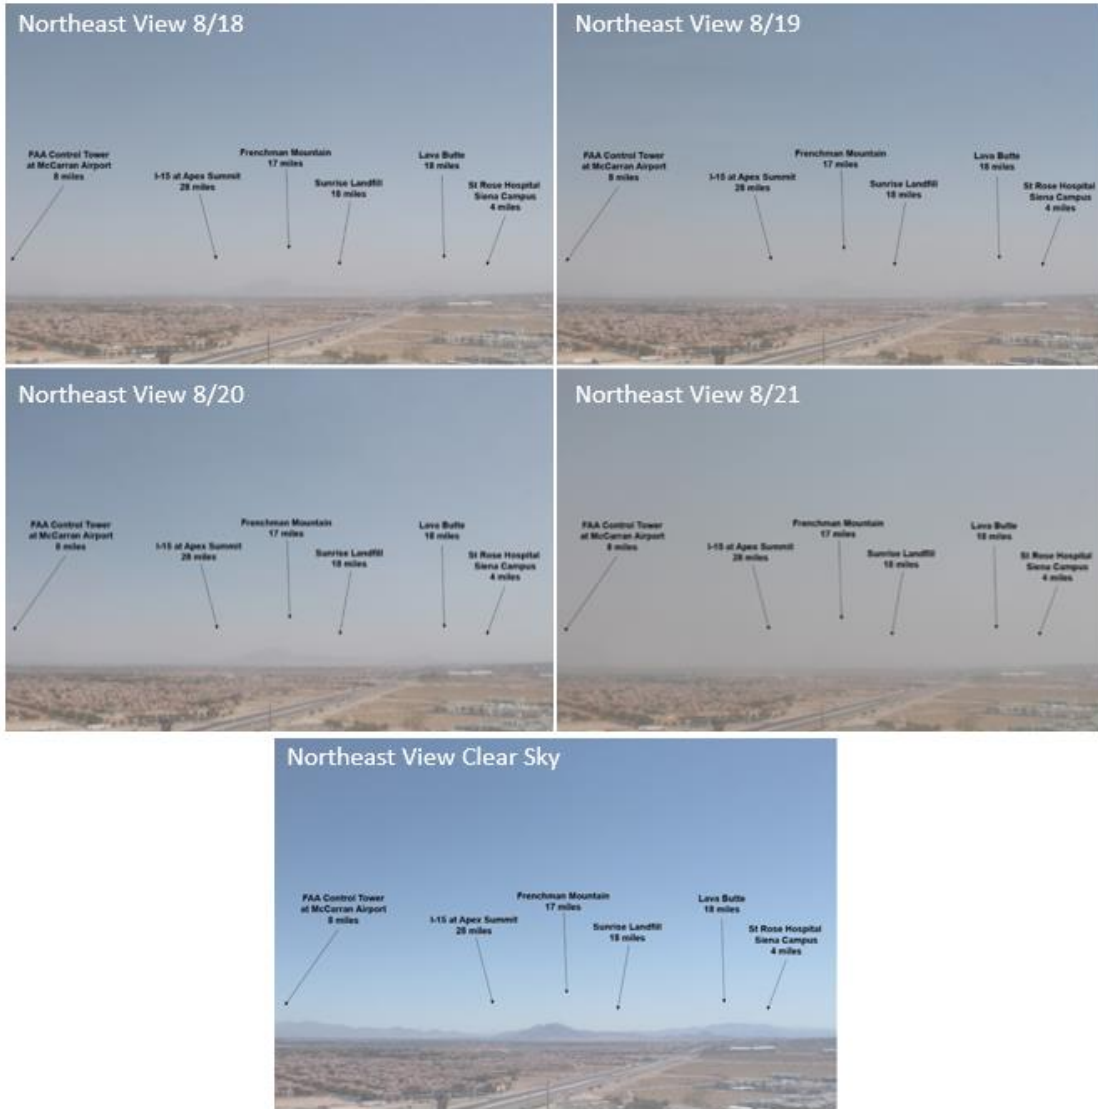 Northeast View 8/18
FAA Control Tower
at McCarran Airport
8 miles
I-15 at Apex Summit
28 miles
Frenchman Mountain
17 miles
Sunrise Landfill
18 miles
Lava Butte
18 miles
St Rose Hospital
Siena Campus
4 miles
Northeast View 8/19
FAA Control Tower
at McCarran Airport
8 miles
I-15 at Apex Summit
28 miles
Frenchman Mountain
17 miles
Sunrise Landfill
18 miles
Lava Butte
18 miles
St Rose Hospital
Siena Campus
4 miles
Northeast View 8/20
FAA Control Tower
at McCarran Airport
8 miles
I-15 at Apex Summit
28 miles
Frenchman Mountain
17 miles
Sunrise Landfill
18 miles
Lava Butte
18 miles
St Rose Hospital
Siena Campus
4 miles
Northeast View 8/21
FAA Control Tower
at McCarran Airport
8 miles
I-15 at Apex Summit
28 miles
Frenchman Mountain
17 miles
Sunrise Landfill
18 miles
Lava Butte
18 miles
St Rose Hospital
Siena Campus
4 miles
Northeast View Clear Sky
FAA Control Tower
at McCarran Airport
8 miles
I-15 at Apex Summit
28 miles
Frenchman Mountain
17 miles
Sunrise Landfill
18 miles
Lava Butte
18 miles
St Rose Hospital
Siena Campus
4 miles